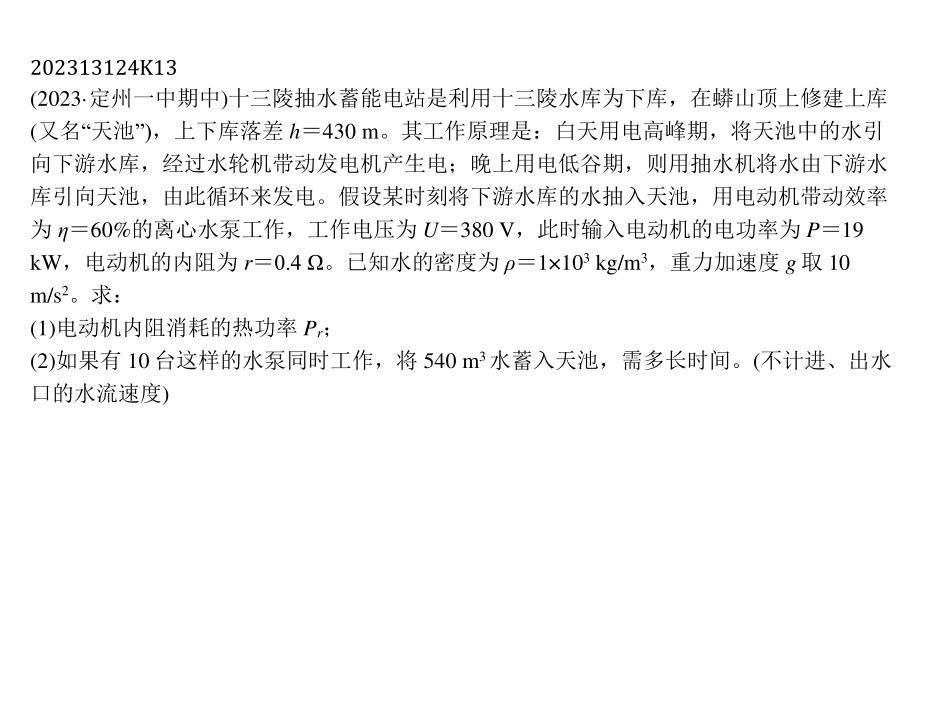 202313124K13
(2023·定州一中期中)十三陵抽水蓄能电站是利用十三陵水库为下库，在蟒山顶上修建上库
(又名“天池”)，上下库落差 h＝430 m。其工作原理是：白天用电高峰期，将天池中的水引
向下游水库，经过水轮机带动发电机产生电；晚上用电低谷期，则用抽水机将水由下游水
库引向天池，由此循环来发电。假设某时刻将下游水库的水抽入天池，用电动机带动效率
为 η＝60%的离心水泵工作，工作电压为 U＝380 V，此时输入电动机的电功率为 P＝19
kW，电动机的内阻为 r＝0.4 Ω。已知水的密度为 ρ＝1×10³ kg/m³，重力加速度 g 取 10
m/s²。求：
(1)电动机内阻消耗的热功率 Pᵣ；
(2)如果有 10 台这样的水泵同时工作，将 540 m³ 水蓄入天池，需多长时间。(不计进、出水
口的水流速度)